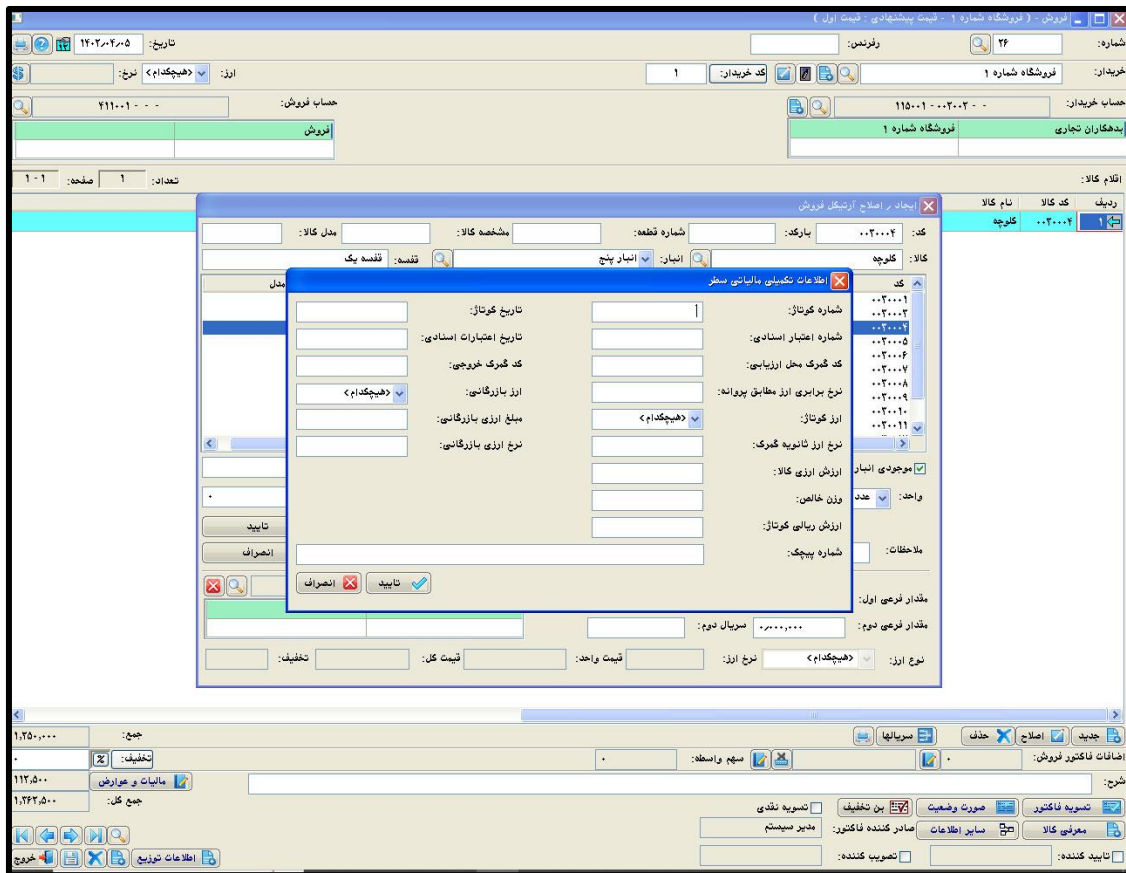 فروش - ( فروشگاه شماره ۱ - قیمت پیشنهادی : قیمت اول )
شماره: ۲۶ رفرنس: تاریخ: ۱۴۰۲/۰۴/۰۵
خریدار: فروشگاه شماره ۱ کد خریدار: ۱ ارز: <هیچکدام> نرخ:
حساب خریدار: ۱۱۵۰۰۱ - ۰۰۲۰۰۲ - - حساب فروش: ۴۱۱۰۰۱ - - -
بدهکاران تجاری فروشگاه شماره ۱ فروش
اقلام کالا: تعداد: ۱ صفحه: ۱ - ۱
ردیف کد کالا نام کالا
۱ ۰۰۲۰۰۰۴ کلوچه
ایجاد / اصلاح آرتیکل فروش
کد: ۰۰۲۰۰۰۴ بارکد: شماره قطعه: مشخصه کالا: مدل کالا:
کالا: کلوچه انبار: انبار پنج قفسه: قفسه یک
کد مدل
۰۰۲۰۰۰۱
۰۰۲۰۰۰۲
۰۰۲۰۰۰۴
۰۰۲۰۰۰۵
۰۰۲۰۰۰۶
۰۰۲۰۰۰۷
۰۰۲۰۰۰۸
۰۰۲۰۰۰۹
۰۰۲۰۰۱۰
۰۰۲۰۰۱۱
موجودی انبار
واحد: عدد ۰
تایید
ملاحظات: انصراف
مقدار فرعی اول:
مقدار فرعی دوم: ۰/۰۰۰,۰۰۰ سریال دوم:
نوع ارز: <هیچکدام> نرخ ارز: قیمت واحد: قیمت کل: تخفیف:
اطلاعات تکمیلی مالیاتی سطر
شماره کوتاژ: تاریخ کوتاژ:
شماره اعتبار اسنادی: تاریخ اعتبارات اسنادی:
کد گمرک محل ارزیابی: کد گمرک خروجی:
نرخ برابری ارز مطابق پروانه: ارز بازرگانی: <هیچکدام>
ارز کوتاژ: <هیچکدام> مبلغ ارزی بازرگانی:
نرخ ارز ثانویه گمرک: نرخ ارزی بازرگانی:
ارزش ارزی کالا:
وزن خالص:
ارزش ریالی کوتاژ:
شماره پیچک:
تایید انصراف
جدید اصلاح حذف سریالها جمع: ۱,۲۵۰,۰۰۰
اضافات فاکتور فروش: ۰ سهم واسطه: ۰ تخفیف: % ۰
شرح: مالیات و عوارض ۱۱۲,۵۰۰
تسویه فاکتور صورت وضعیت بن تخفیف تسویه نقدی جمع کل: ۱,۳۶۲,۵۰۰
معرفی کالا سایر اطلاعات صادر کننده فاکتور: مدیر سیستم
تایید کننده: تصویب کننده: اطلاعات توزیع خروج